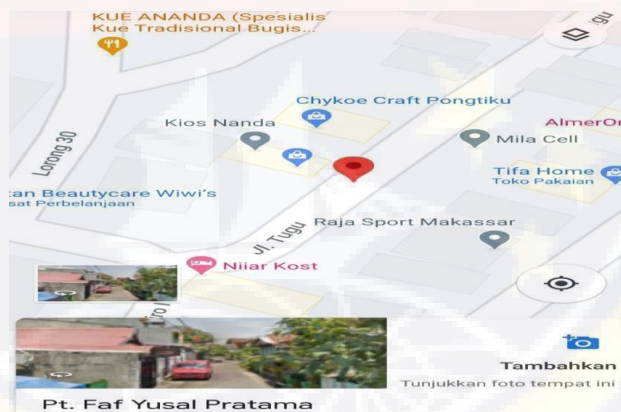 KUE ANANDA (Spesialis
Kue Tradisional Bugis...
Chykoe Craft Pongtiku
Kios Nanda
AlmerOn
Mila Cell
Lorong 30
Tifa Home
Toko Pakaian
kan Beautycare Wiwi's
sat Perbelanjaan
Raja Sport Makassar
Jl. Tugu
Niiar Kost
Tambahkan
Tunjukkan foto tempat ini
Pt. Faf Yusal Pratama